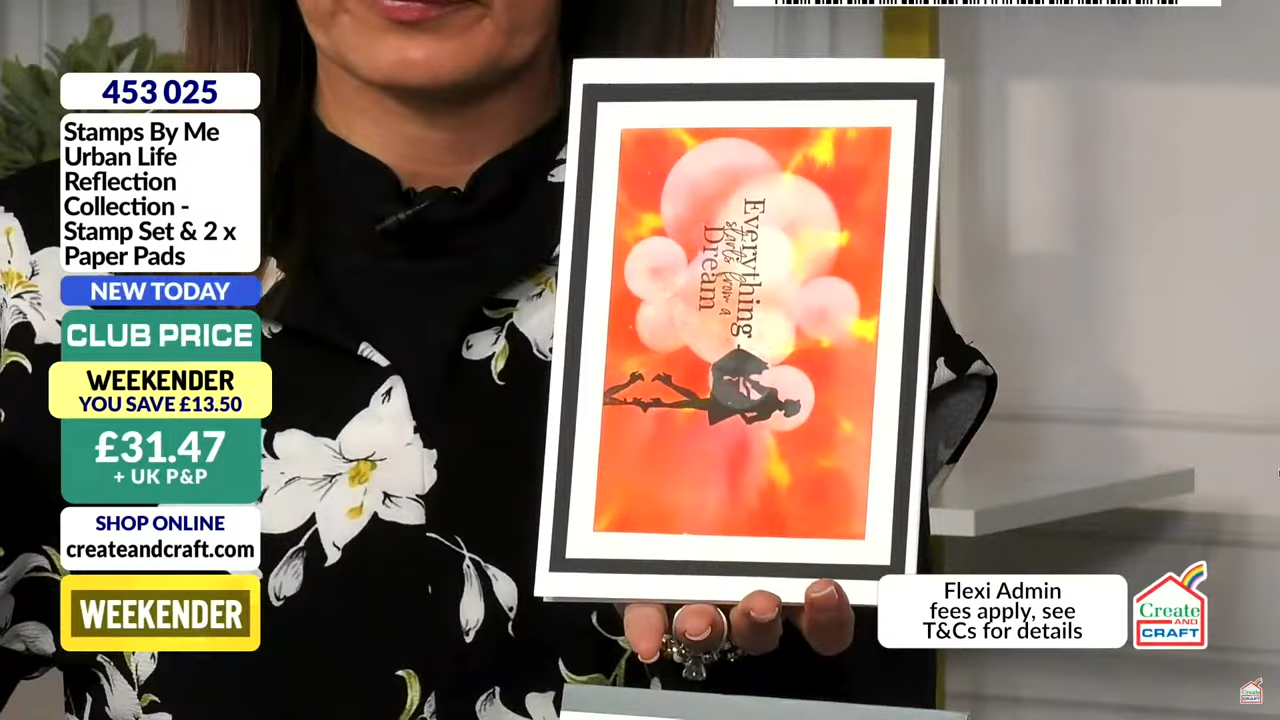 453 025
Stamps By Me
Urban Life
Reflection
Collection -
Stamp Set & 2 x
Paper Pads
NEW TODAY
CLUB PRICE
WEEKENDER
YOU SAVE £13.50
£31.47
+ UK P&P
SHOP ONLINE
createandcraft.com
WEEKENDER
Everything
starts from a
Dream
Flexi Admin
fees apply, see
T&Cs for details
Create
AND
CRAFT